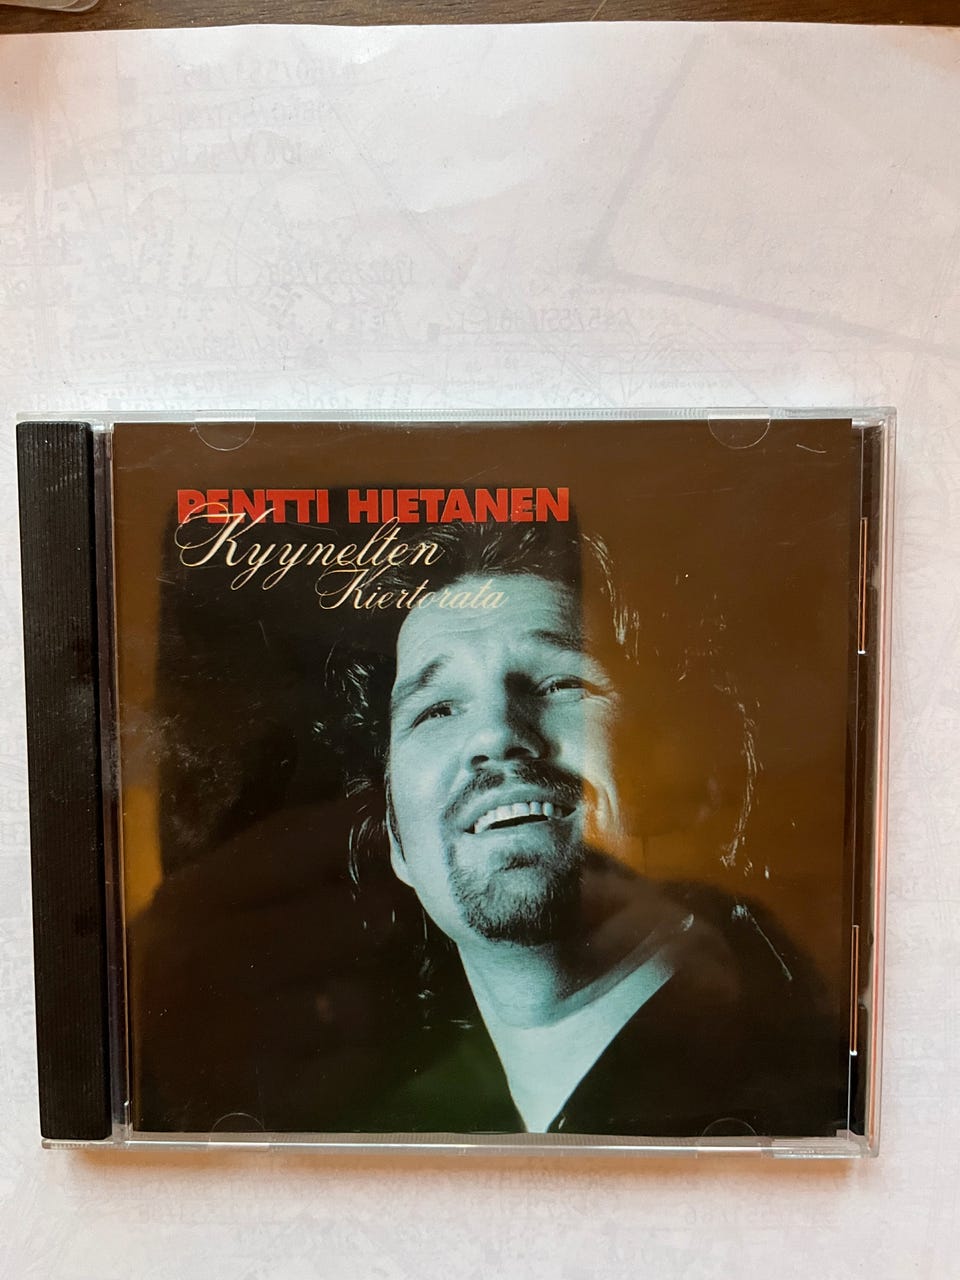 PENTTI HIETANEN
Kyynelten
Kiertorata